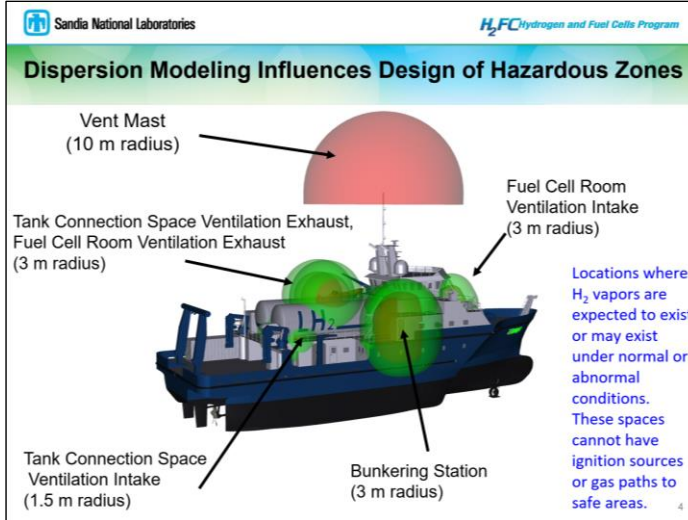 Sandia National Laboratories
H₂FC Hydrogen and Fuel Cells Program
Dispersion Modeling Influences Design of Hazardous Zones
Vent Mast
(10 m radius)
Fuel Cell Room
Ventilation Intake
(3 m radius)
Tank Connection Space Ventilation Exhaust,
Fuel Cell Room Ventilation Exhaust
(3 m radius)
Locations where
H₂ vapors are
expected to exist
or may exist
under normal or
abnormal
conditions.
These spaces
cannot have
ignition sources
or gas paths to
safe areas.
H₂
Tank Connection Space
Ventilation Intake
(1.5 m radius)
Bunkering Station
(3 m radius)
4